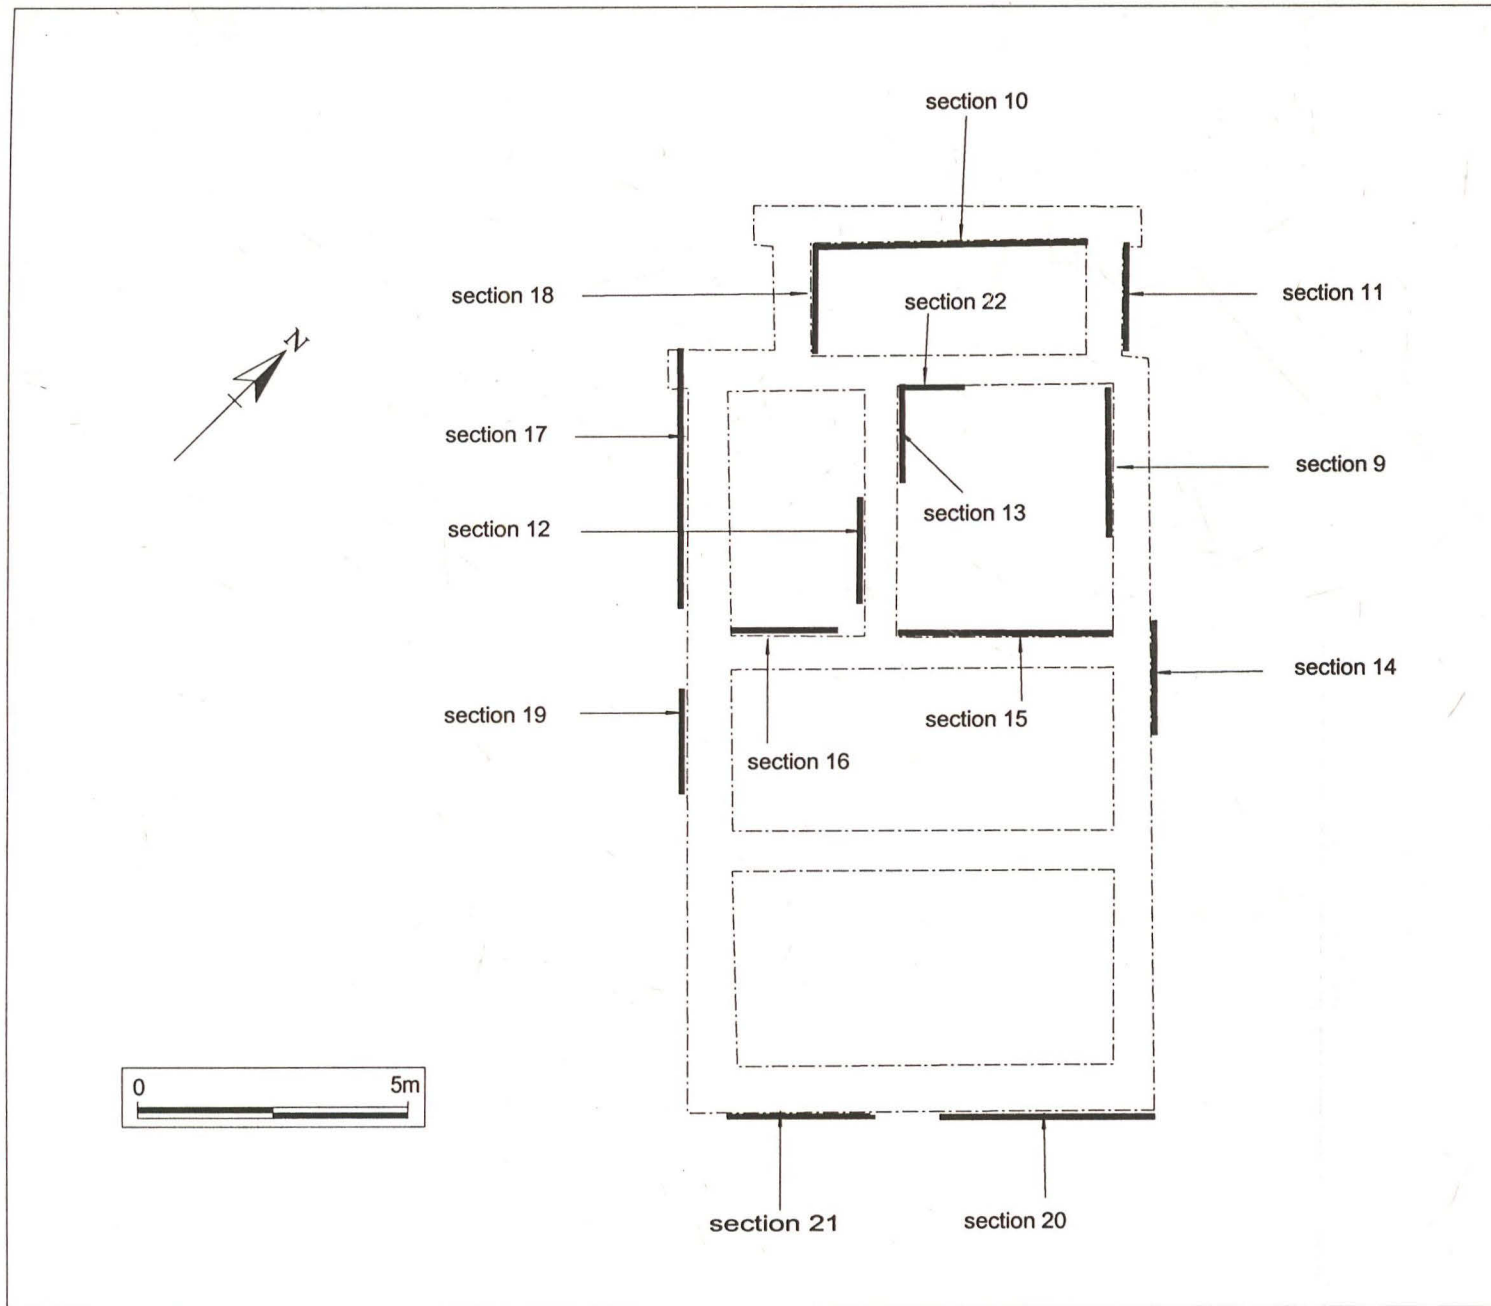 section 10
section 18
section 22
section 11
N
section 17
section 9
section 13
section 12
section 14
section 19
section 15
section 16
0 5m
section 21
section 20